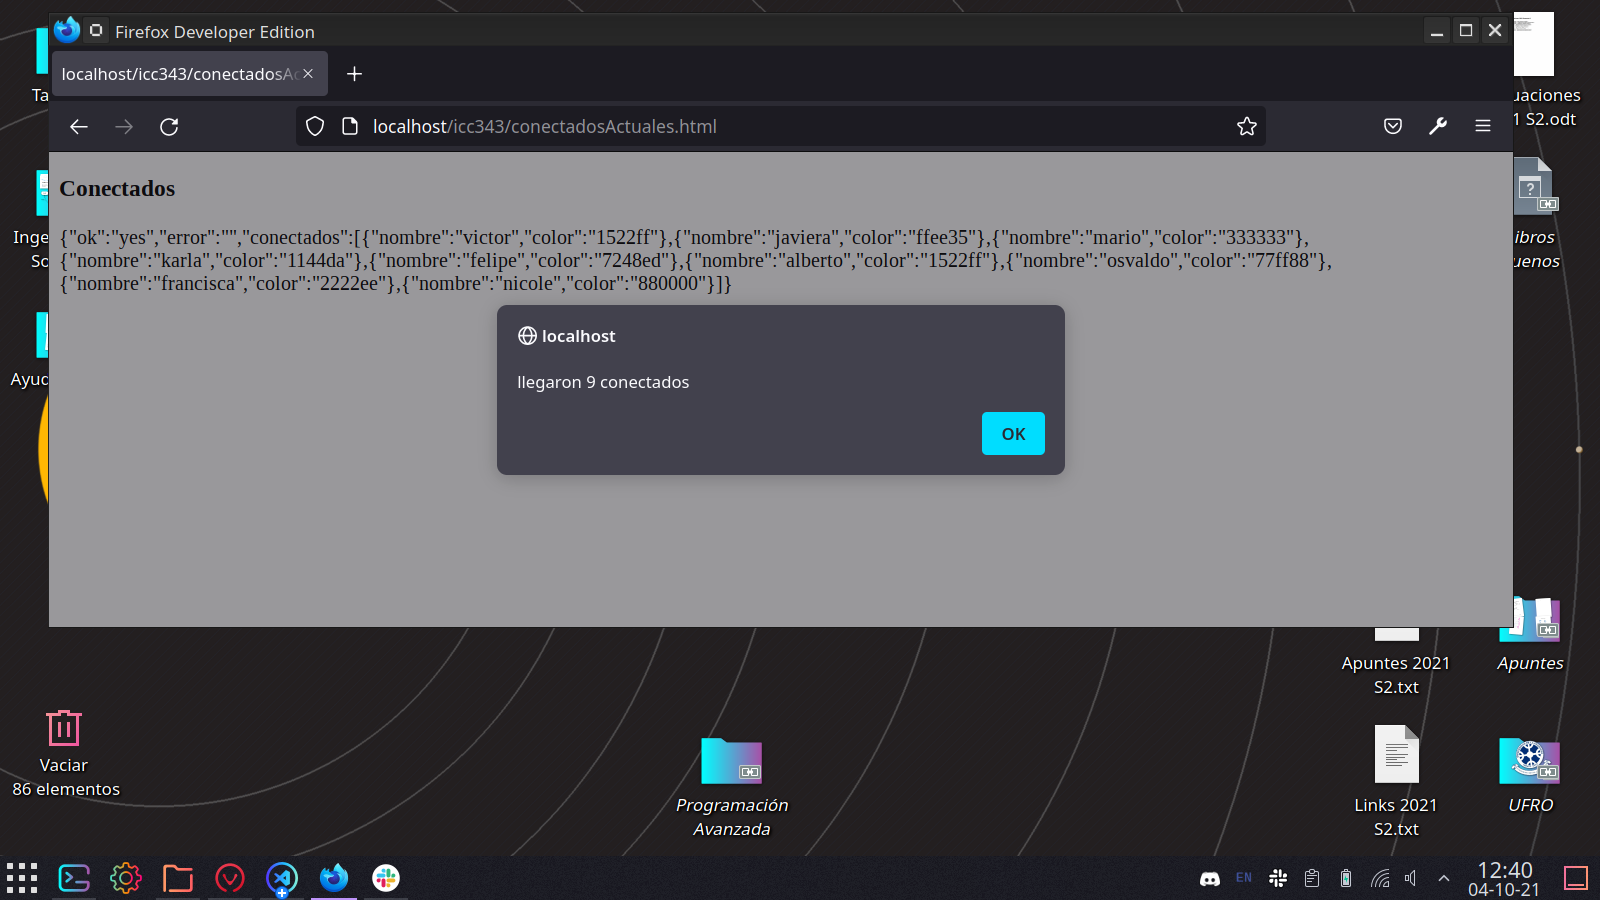 Firefox Developer Edition
localhost/icc343/conectadosAc
localhost/icc343/conectadosActuales.html
Conectados
{"ok":"yes","error":"","conectados":[{"nombre":"victor","color":"1522ff"},{"nombre":"javiera","color":"ffee35"},{"nombre":"mario","color":"333333"},
{"nombre":"karla","color":"1144da"},{"nombre":"felipe","color":"7248ed"},{"nombre":"alberto","color":"1522ff"},{"nombre":"osvaldo","color":"77ff88"},
{"nombre":"francisca","color":"2222ee"},{"nombre":"nicole","color":"880000"}]}
localhost
llegaron 9 conectados
OK
Ta
Inge
So
Ayud
uaciones
1 S2.odt
ibros
uenos
Apuntes 2021
S2.txt
Apuntes
Vaciar
86 elementos
Programación
Avanzada
Links 2021
S2.txt
UFRO
EN
12:40
04-10-21